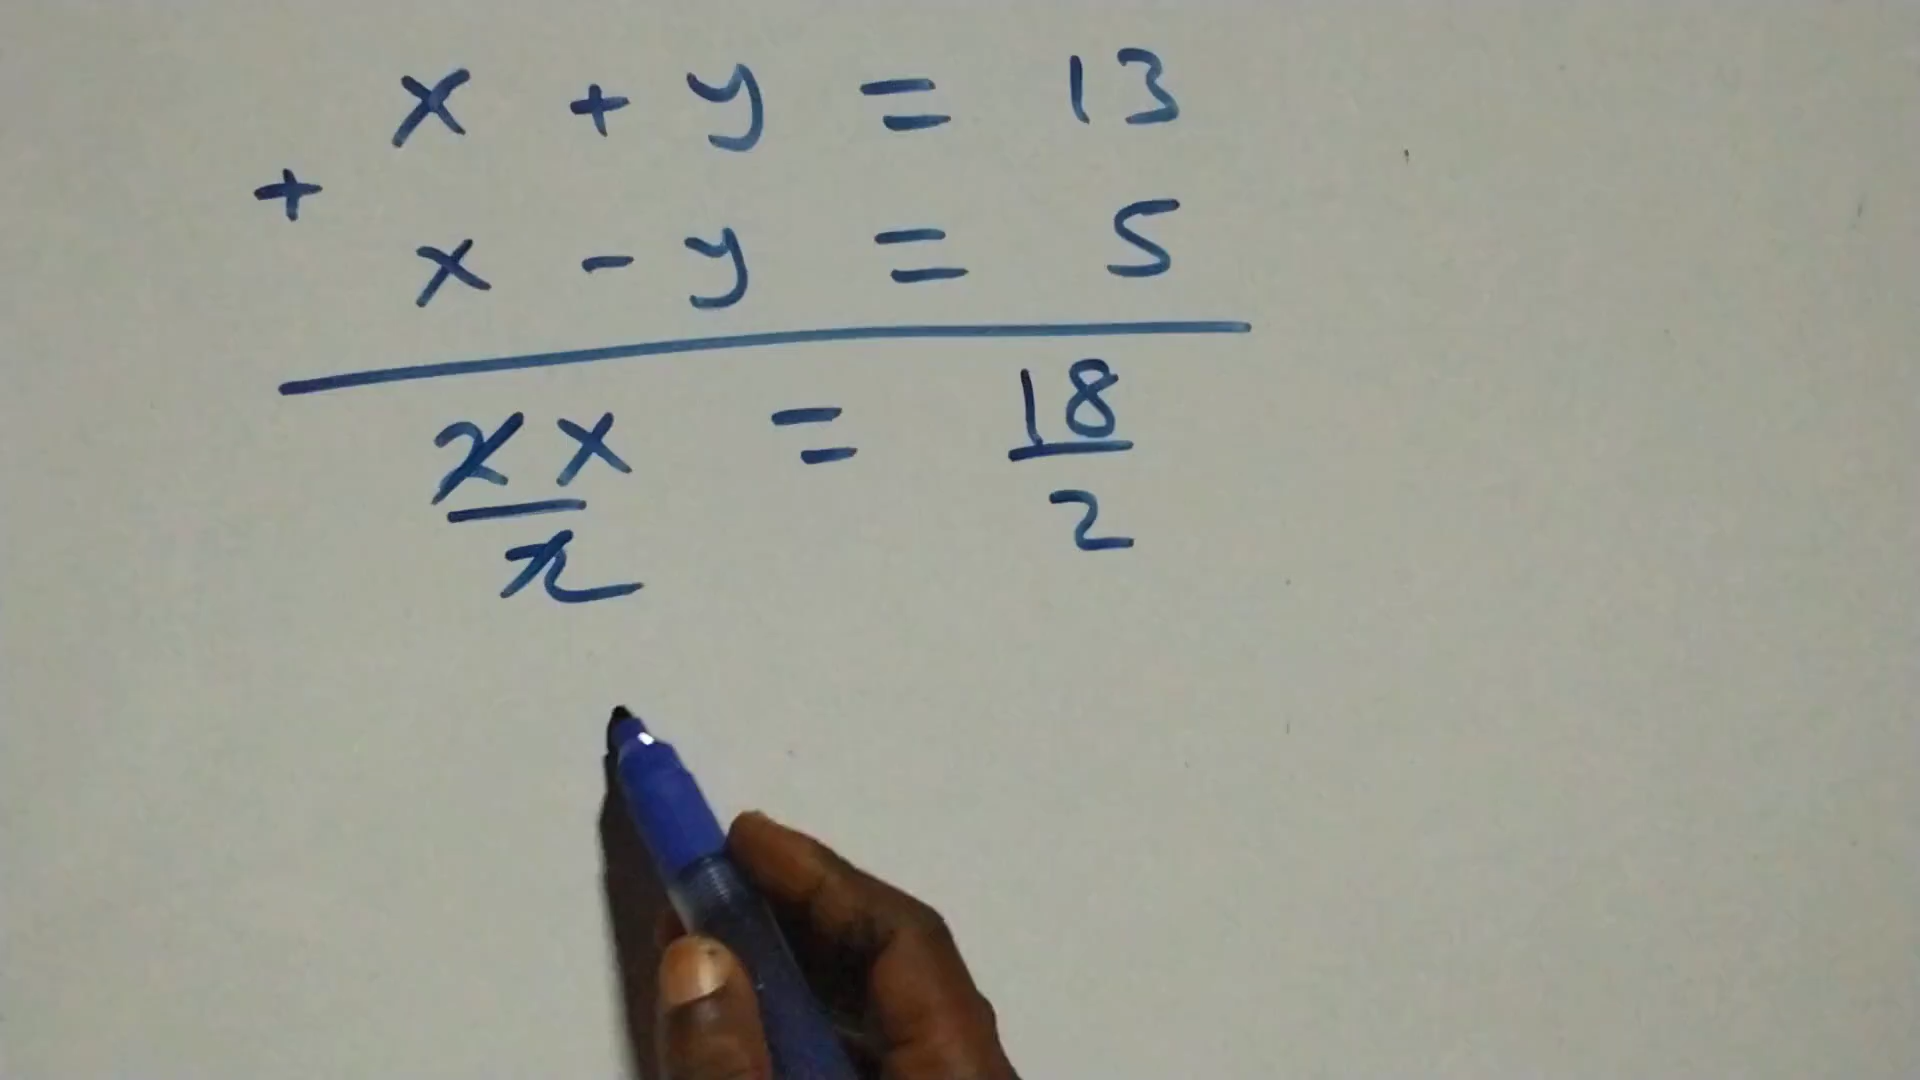 x + y = 13
+
x - y = 5
2x = 18
2 2